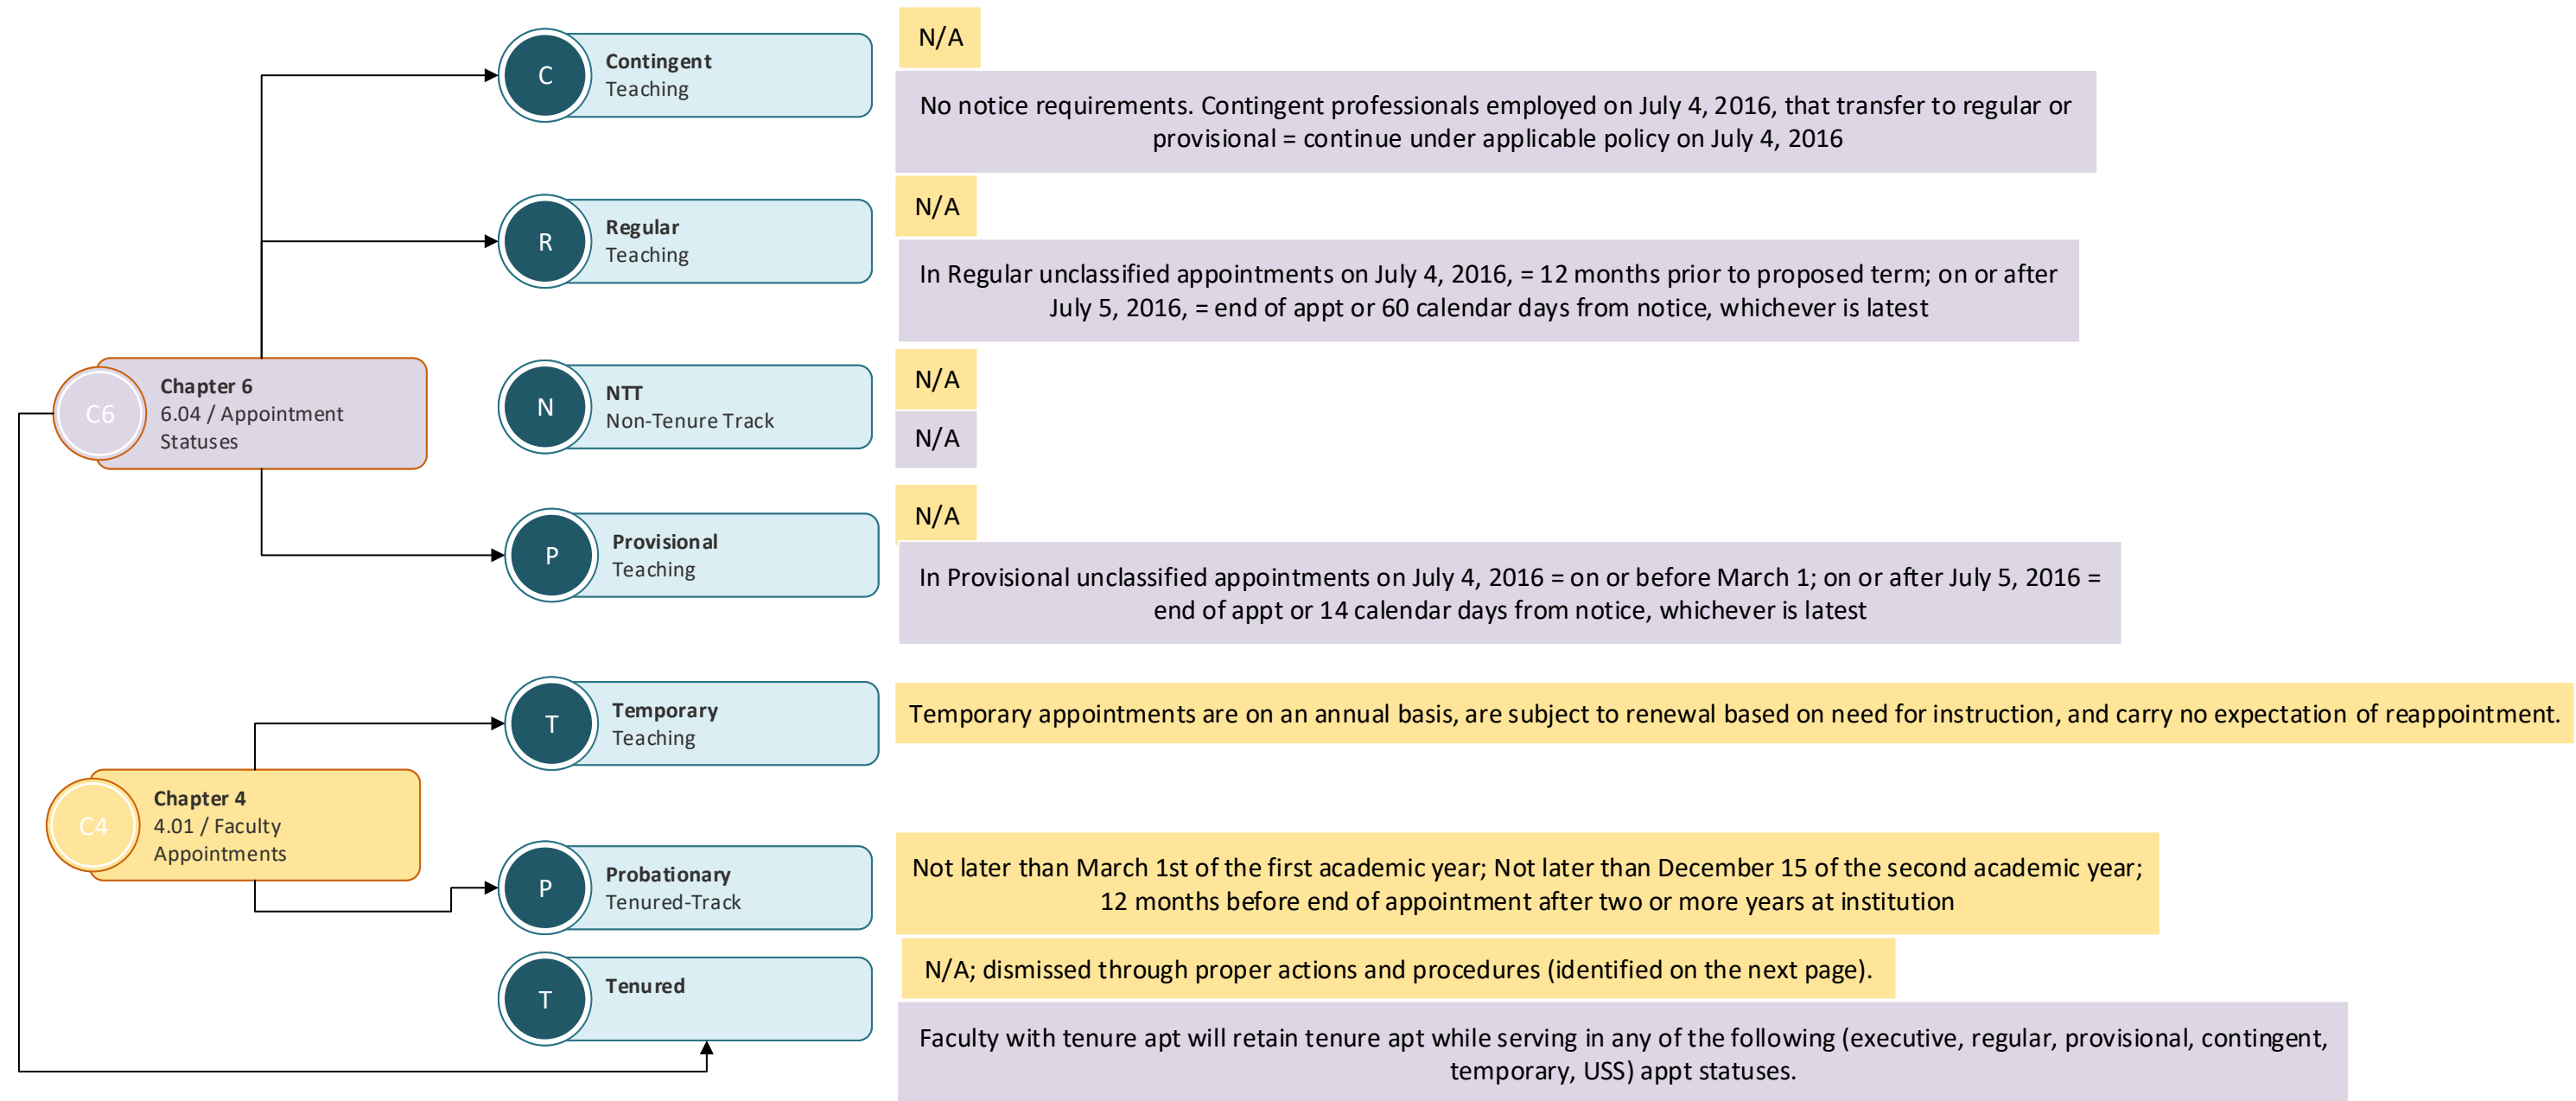 N/A
C
Contingent
Teaching
No notice requirements. Contingent professionals employed on July 4, 2016, that transfer to regular or
provisional = continue under applicable policy on July 4, 2016
N/A
R
Regular
Teaching
In Regular unclassified appointments on July 4, 2016, = 12 months prior to proposed term; on or after
July 5, 2016, = end of appt or 60 calendar days from notice, whichever is latest
C6
Chapter 6
6.04 / Appointment
Statuses
N
NTT
Non-Tenure Track
N/A
N/A
N/A
P
Provisional
Teaching
In Provisional unclassified appointments on July 4, 2016 = on or before March 1; on or after July 5, 2016 =
end of appt or 14 calendar days from notice, whichever is latest
T
Temporary
Teaching
Temporary appointments are on an annual basis, are subject to renewal based on need for instruction, and carry no expectation of reappointment.
C4
Chapter 4
4.01 / Faculty
Appointments
P
Probationary
Tenured-Track
Not later than March 1st of the first academic year; Not later than December 15 of the second academic year;
12 months before end of appointment after two or more years at institution
T
Tenured
N/A; dismissed through proper actions and procedures (identified on the next page).
Faculty with tenure apt will retain tenure apt while serving in any of the following (executive, regular, provisional, contingent,
temporary, USS) appt statuses.